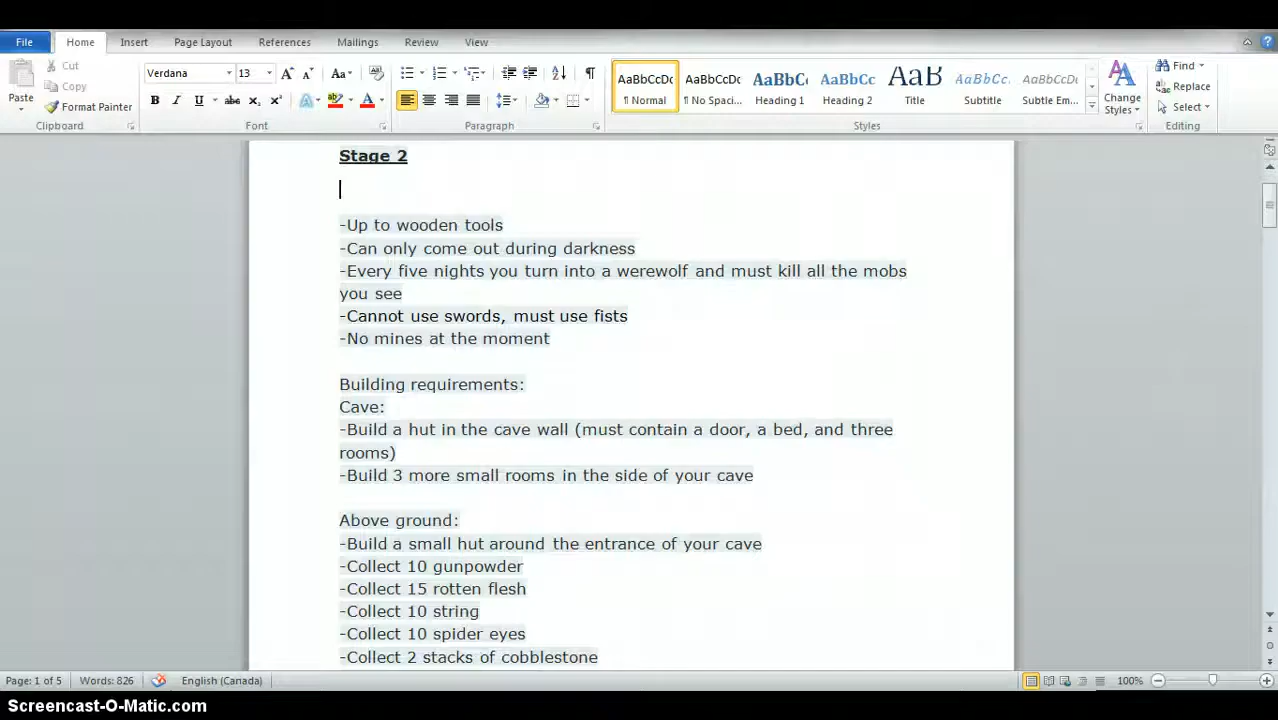 File Home Insert Page Layout References Mailings Review View
Cut
Copy
Paste
Format Painter
Clipboard
Verdana 13
Font
Paragraph
AaBbCcDc AaBbCcDc AaBbC AaBbCc AaB AaBbCc. AaBbCcDc
¶ Normal ¶ No Spaci... Heading 1 Heading 2 Title Subtitle Subtle Em...
Styles
Change
Styles
Find
Replace
Select
Editing
Stage 2
-Up to wooden tools
-Can only come out during darkness
-Every five nights you turn into a werewolf and must kill all the mobs
you see
-Cannot use swords, must use fists
-No mines at the moment
Building requirements:
Cave:
-Build a hut in the cave wall (must contain a door, a bed, and three
rooms)
-Build 3 more small rooms in the side of your cave
Above ground:
-Build a small hut around the entrance of your cave
-Collect 10 gunpowder
-Collect 15 rotten flesh
-Collect 10 string
-Collect 10 spider eyes
-Collect 2 stacks of cobblestone
Page: 1 of 5 Words: 826 English (Canada) 100%
Screencast-O-Matic.com